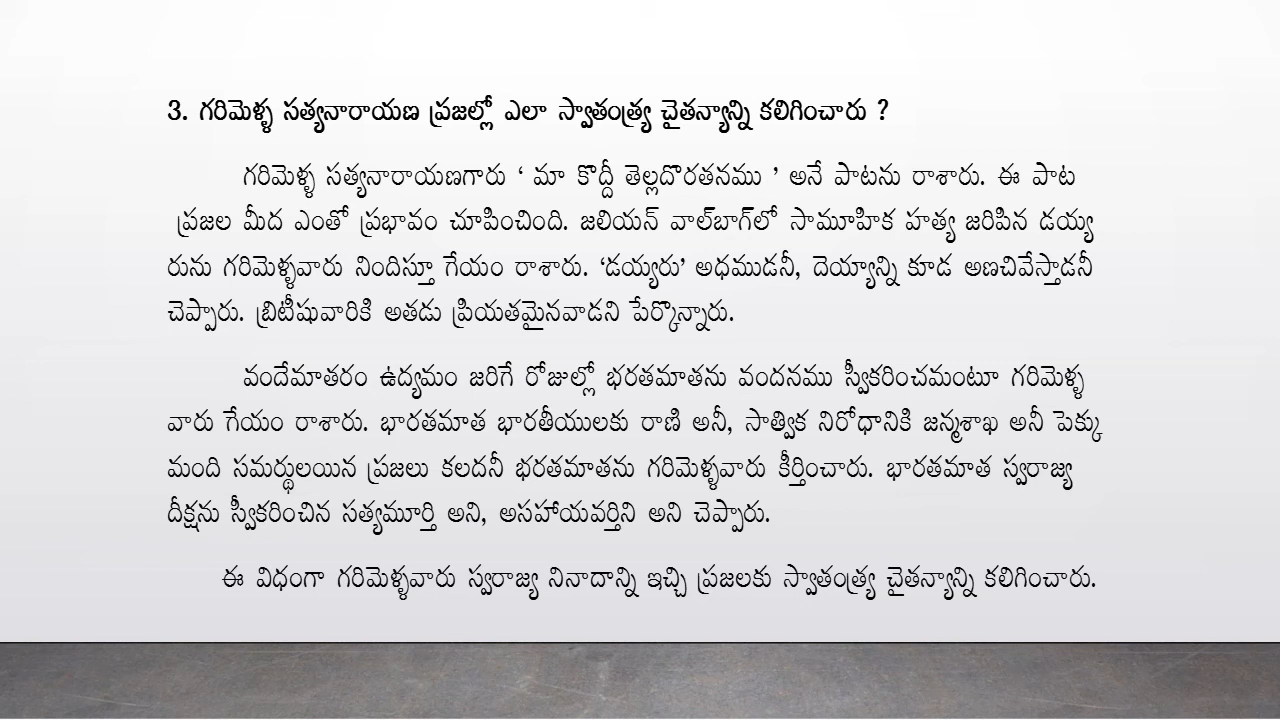 3. గరిమెళ్ళ సత్యనారాయణ ప్రజల్లో ఎలా స్వాతంత్ర్య చైతన్యాన్ని కలిగించారు ?
గరిమెళ్ళ సత్యనారాయణగారు ‘ మా కొద్దీ తెల్లదొరతనము ’ అనే పాటను రాశారు. ఈ పాట
ప్రజల మీద ఎంతో ప్రభావం చూపించింది. జలియన్ వాల్‌బాగ్‌లో సామూహిక హత్య జరిపిన డయ్య
రును గరిమెళ్ళవారు నిందిస్తూ గేయం రాశారు. ‘డయ్యరు’ అధముడనీ, దెయ్యాన్ని కూడ అణచివేస్తాడనీ
చెప్పారు. బ్రిటీషువారికి అతడు ప్రియతమైనవాడని పేర్కొన్నారు.
వందేమాతరం ఉద్యమం జరిగే రోజుల్లో భరతమాతను వందనము స్వీకరించమంటూ గరిమెళ్ళ
వారు గేయం రాశారు. భారతమాత భారతీయులకు రాణి అనీ, సాత్విక నిరోధానికి జన్మశాఖ అనీ పెక్కు
మంది సమర్థులయిన ప్రజలు కలదనీ భరతమాతను గరిమెళ్ళవారు కీర్తించారు. భారతమాత స్వరాజ్య
దీక్షను స్వీకరించిన సత్యమూర్తి అని, అసహాయవర్తిని అని చెప్పారు.
ఈ విధంగా గరిమెళ్ళవారు స్వరాజ్య నినాదాన్ని ఇచ్చి ప్రజలకు స్వాతంత్ర్య చైతన్యాన్ని కలిగించారు.